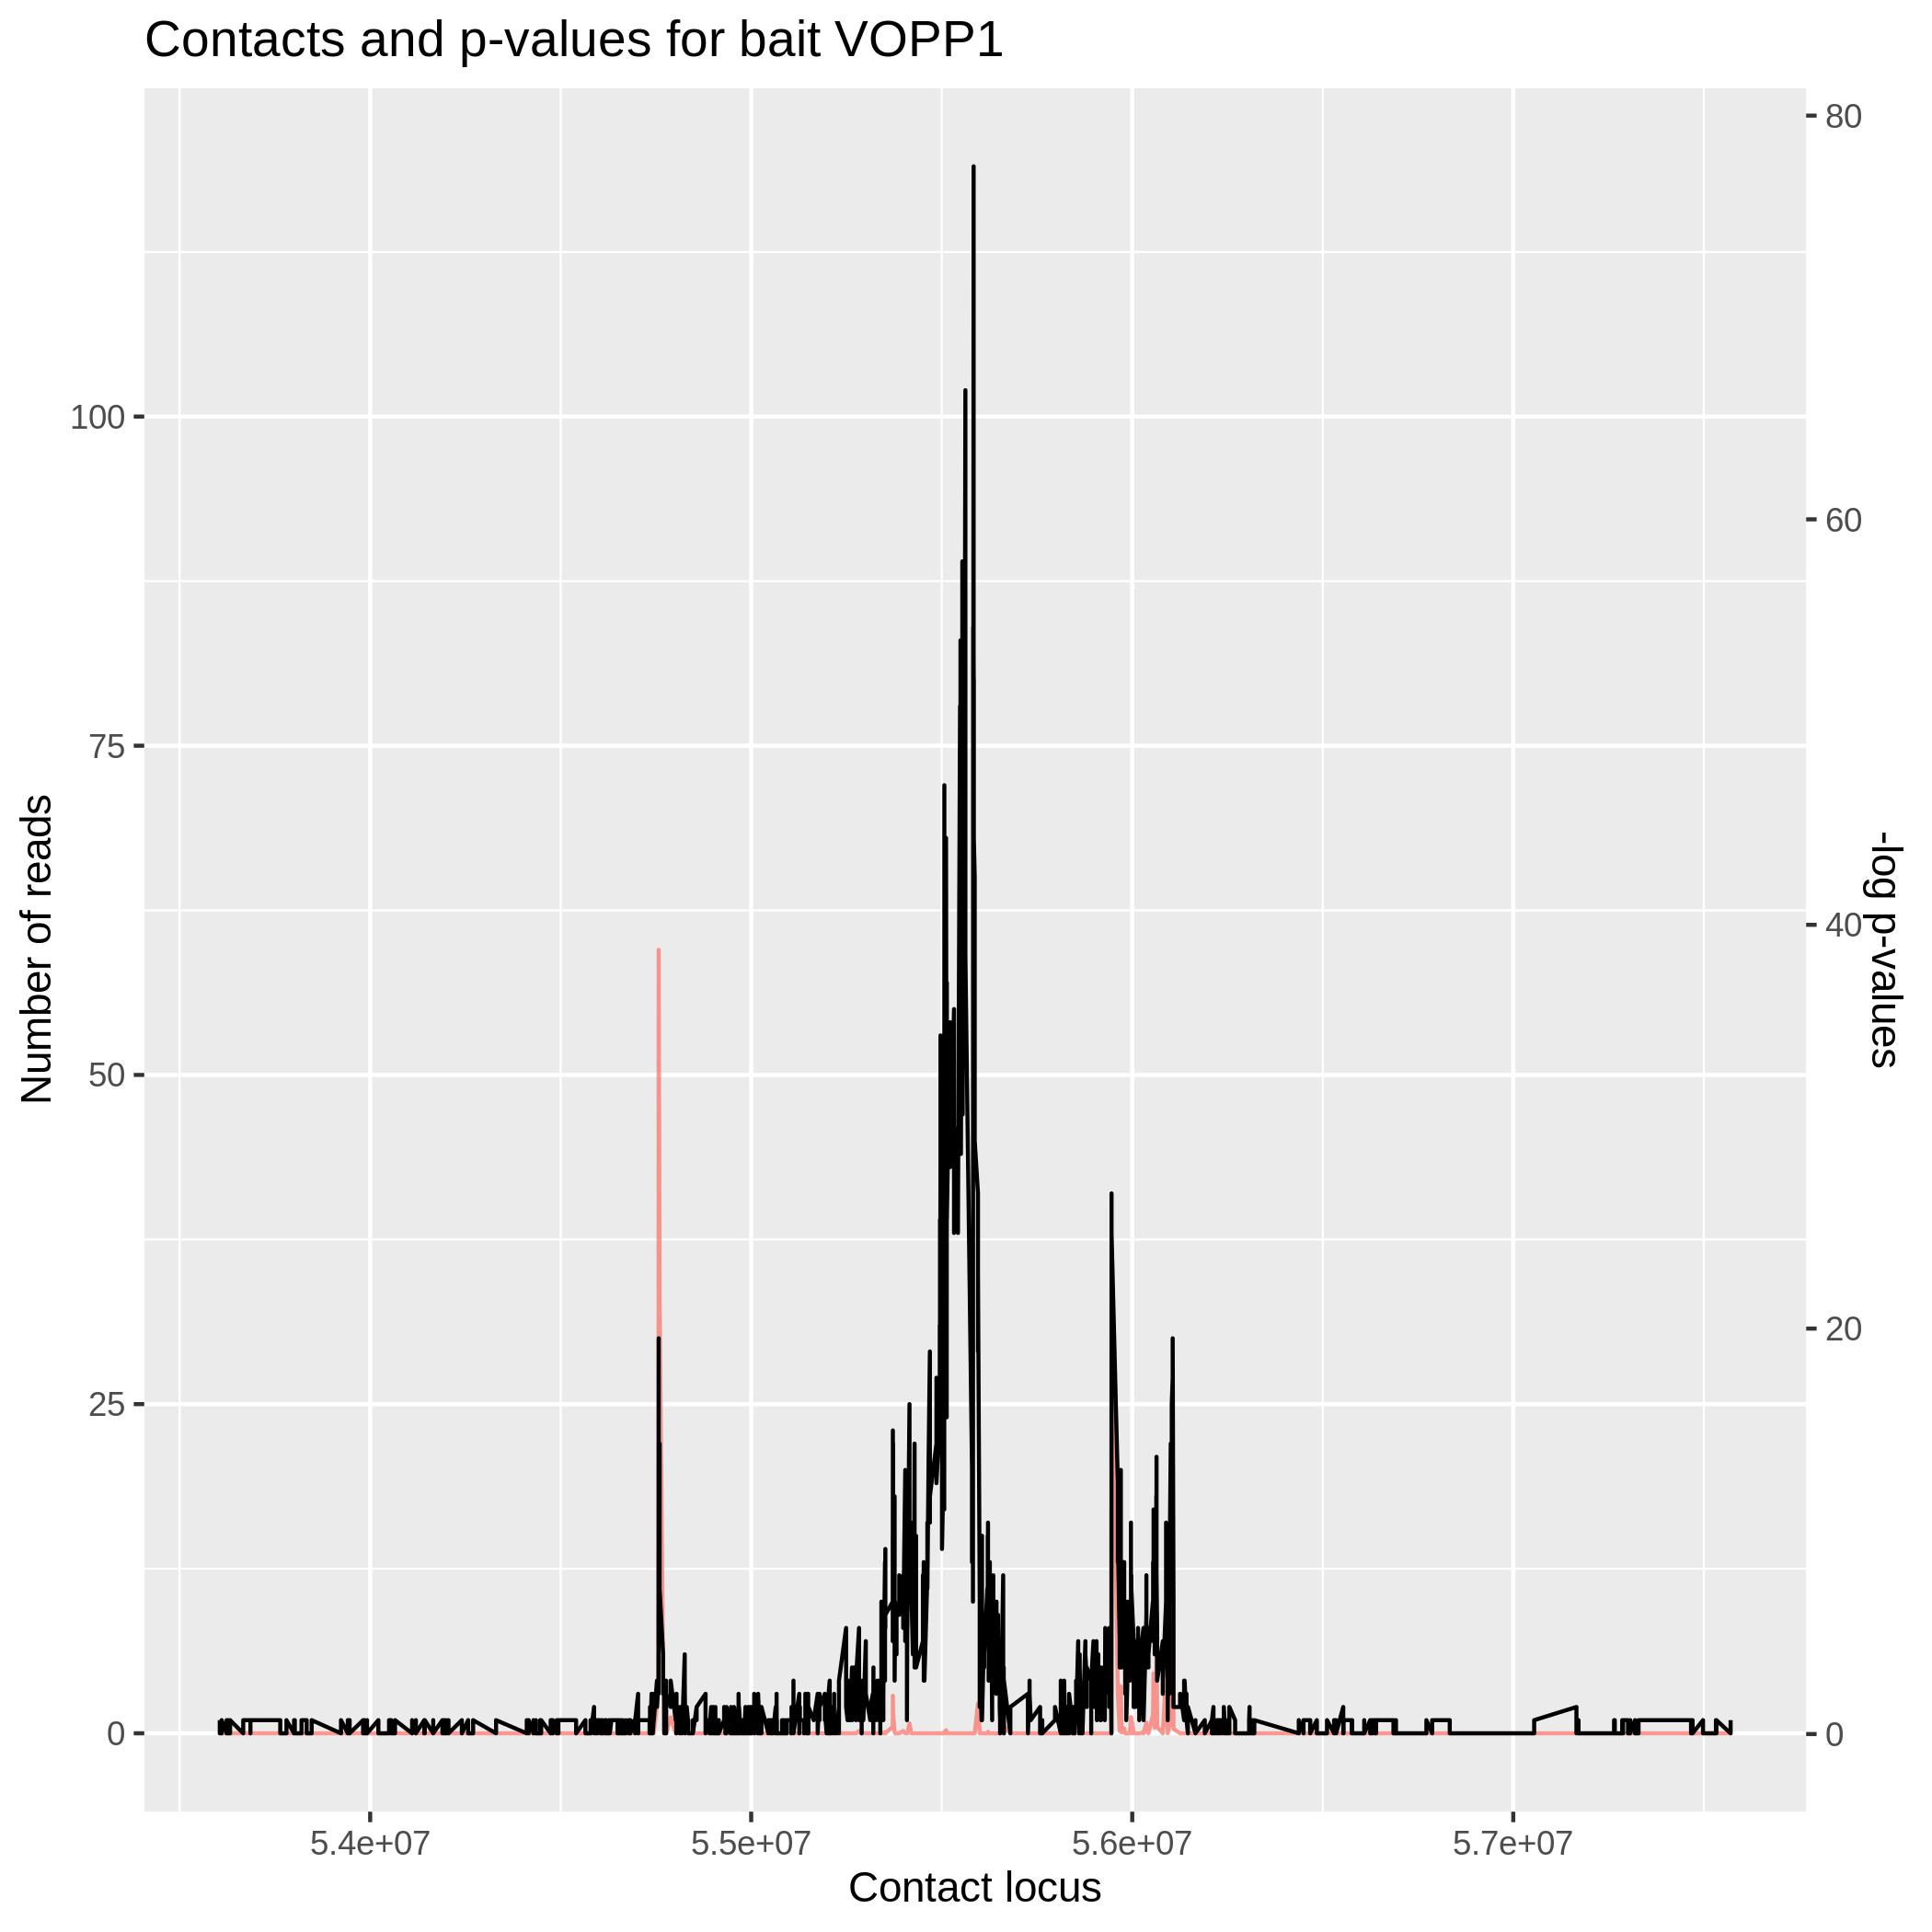 Contacts and p-values for bait VOPP1
Number of reads
100
75
50
25
0
80
60
40
20
0
-log p-values
5.4e+07 5.5e+07 5.6e+07 5.7e+07
Contact locus